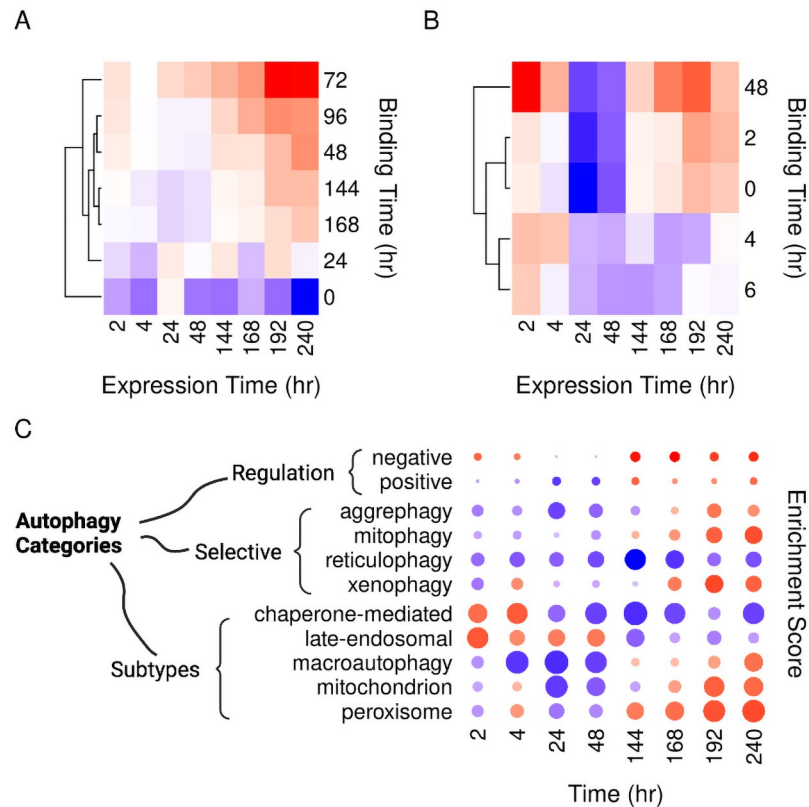 A
72
96
48
144
168
24
0
Binding Time (hr)
2 4 24 48 144 168 192 240
Expression Time (hr)
B
48
2
0
4
6
Binding Time (hr)
2 4 24 48 144 168 192 240
Expression Time (hr)
C
Autophagy
Categories
Regulation
negative
positive
Selective
aggrephagy
mitophagy
reticulophagy
xenophagy
Subtypes
chaperone-mediated
late-endosomal
macroautophagy
mitochondrion
peroxisome
Enrichment Score
2 4 24 48 144 168 192 240
Time (hr)